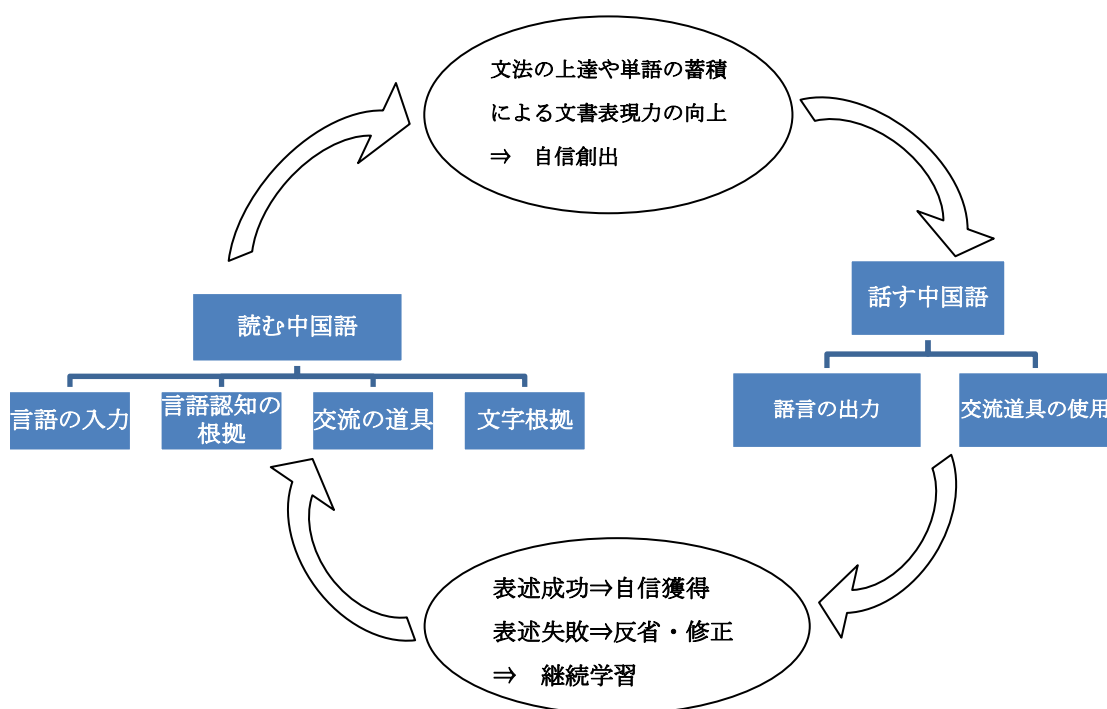 文法の上達や単語の蓄積
による文書表現力の向上
⇒　自信創出
話す中国語
読む中国語
言語の入力
言語認知の
根拠
交流の道具
文字根拠
語言の出力
交流道具の使用
表述成功⇒自信獲得
表述失敗⇒反省・修正
⇒　継続学習